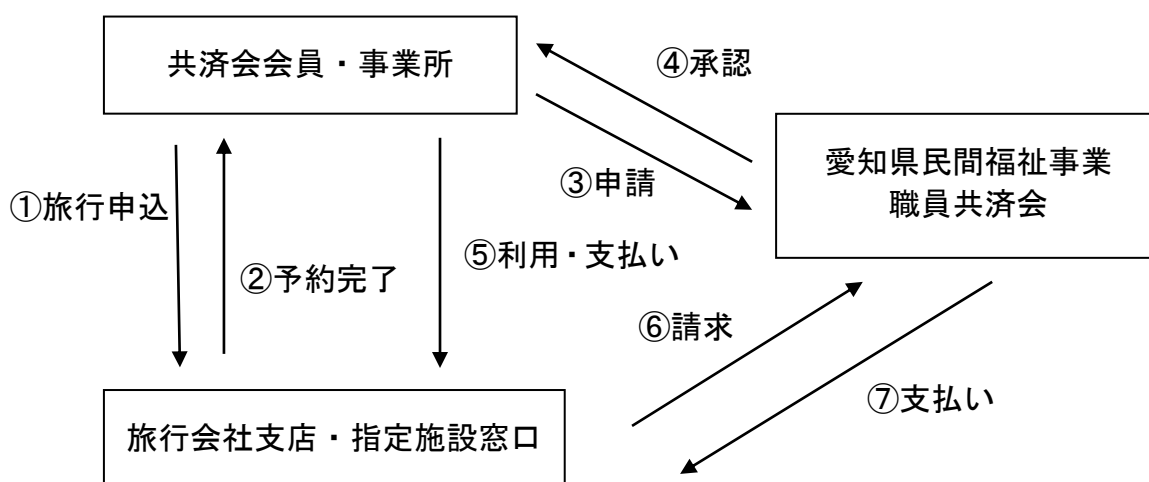 共済会会員・事業所
④承認
愛知県民間福祉事業
職員共済会
③申請
①旅行申込
②予約完了
⑤利用・支払い
⑥請求
⑦支払い
旅行会社支店・指定施設窓口